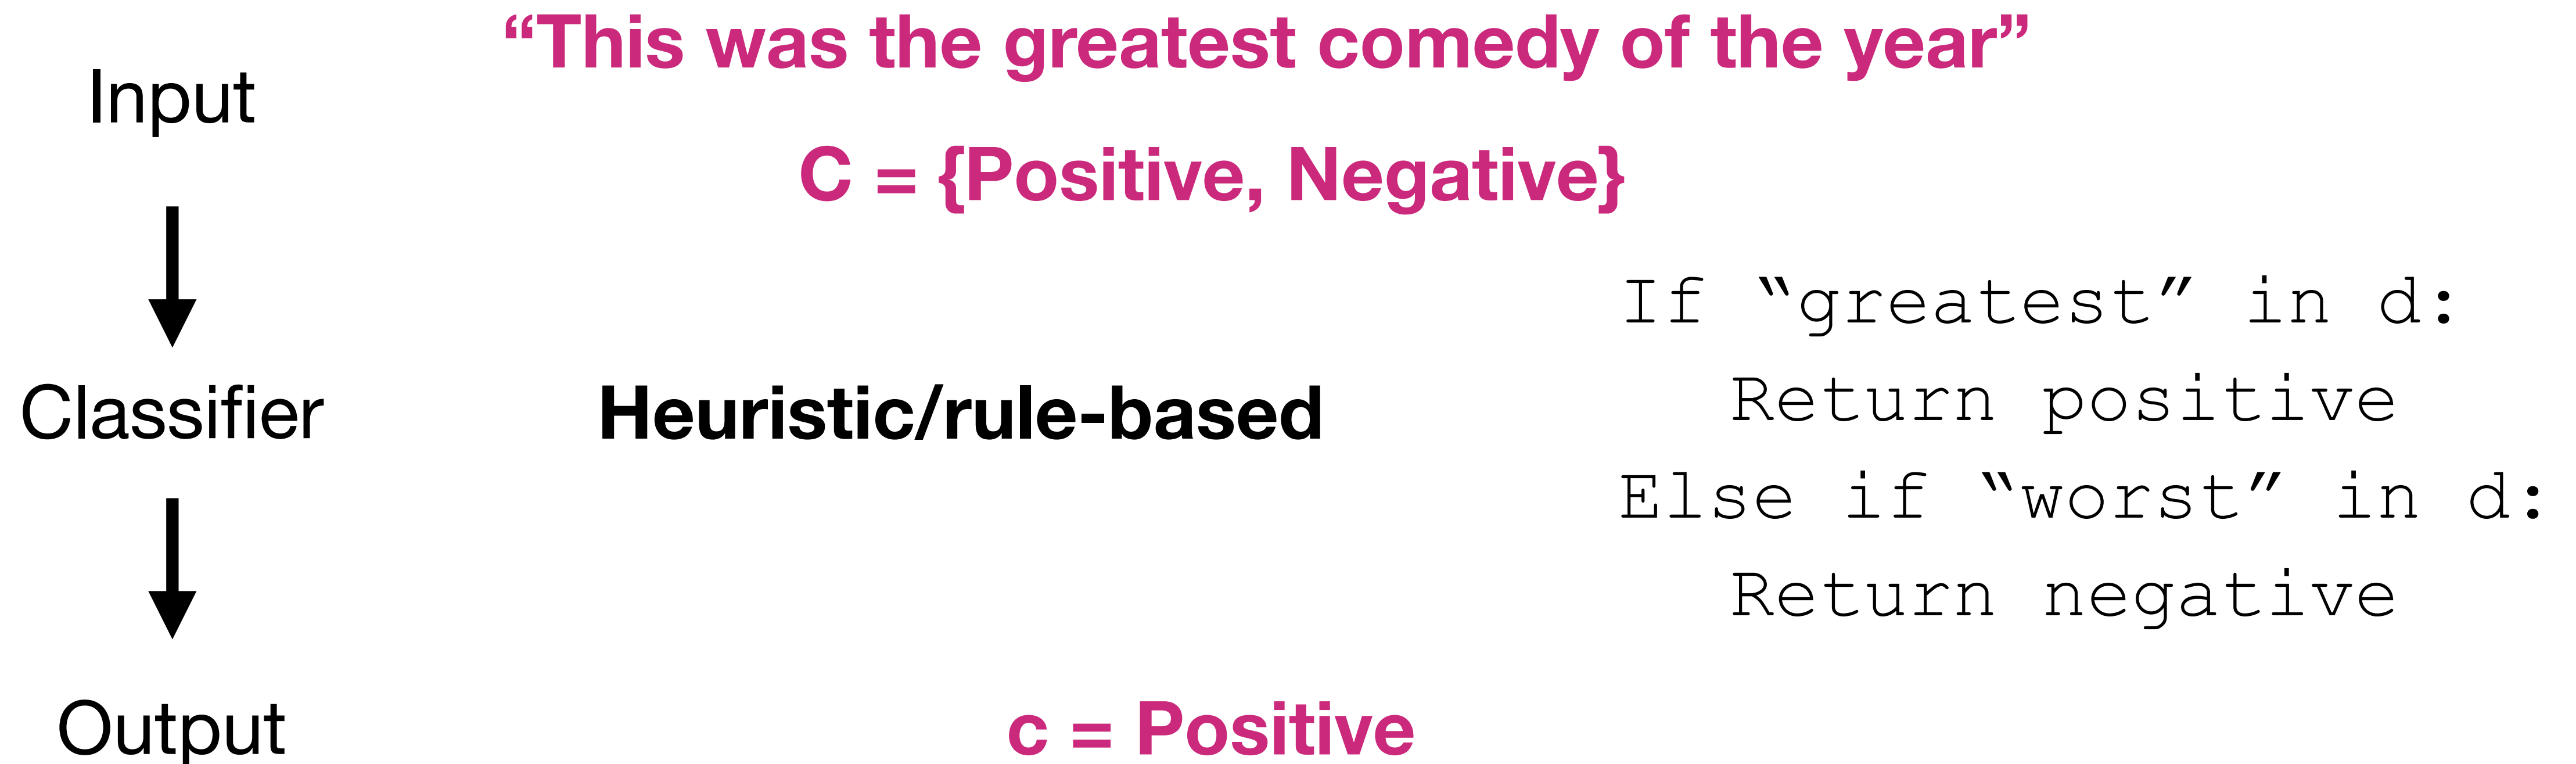 “This was the greatest comedy of the year”
Input
C = {Positive, Negative}
If “greatest” in d:
Return positive
Classifier
Heuristic/rule-based
Else if “worst” in d:
Return negative
Output
c = Positive